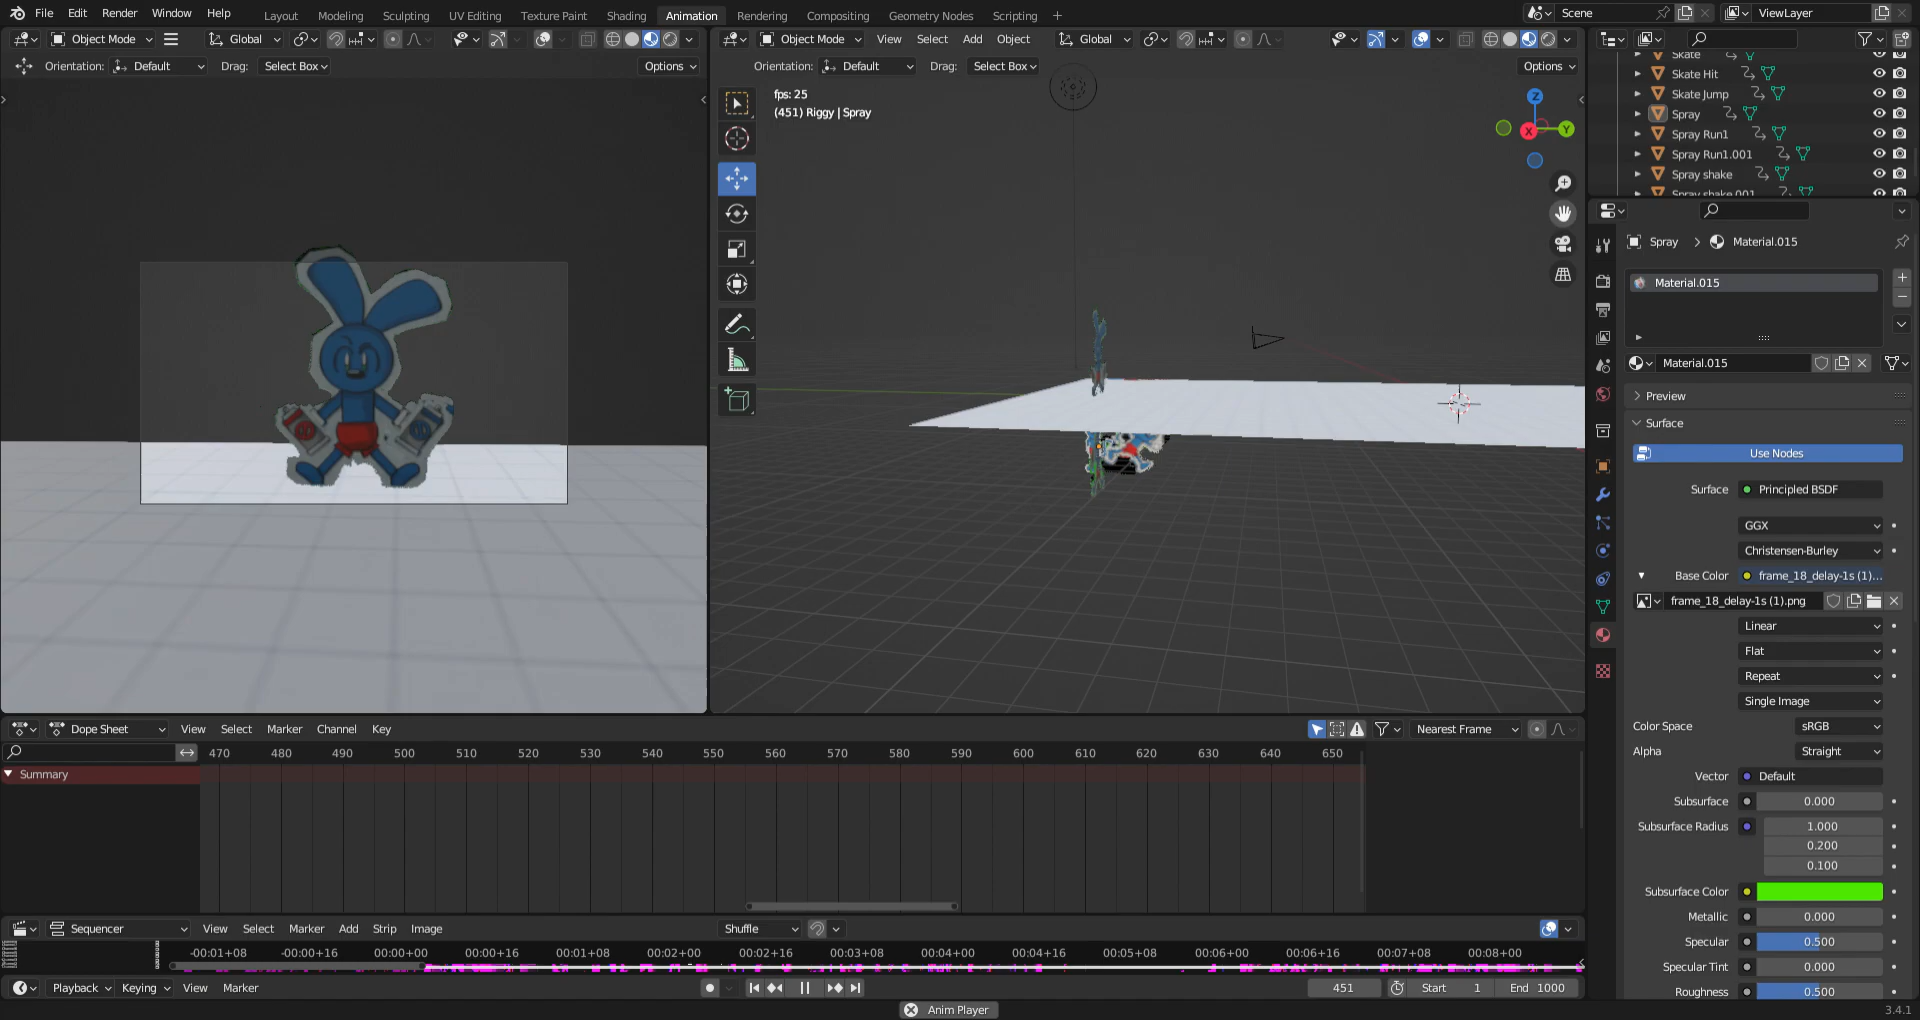 File Edit Render Window Help
Layout Modeling Sculpting UV Editing Texture Paint Shading Animation Rendering Compositing Geometry Nodes Scripting +
Scene
ViewLayer
Object Mode
Global
Object Mode
View Select Add Object
Global
Orientation: Default Drag: Select Box Options
Orientation: Default Drag: Select Box Options
fps: 25
(451) Riggy | Spray
Z
X
Y
Skate
Skate Hit
Skate Jump
Spray
Spray Run1
Spray Run1.001
Spray shake
Spray shake.001
Spray > Material.015
Material.015
Material.015
Preview
Surface
Use Nodes
Surface Principled BSDF
GGX
Christensen-Burley
Base Color frame_18_delay-1s (1)...
frame_18_delay-1s (1).png
Linear
Flat
Repeat
Single Image
Color Space sRGB
Alpha Straight
Vector Default
Subsurface 0.000
Subsurface Radius 1.000
0.200
0.100
Subsurface Color
Metallic 0.000
Specular 0.500
Specular Tint 0.000
Roughness 0.500
Dope Sheet View Select Marker Channel Key
Nearest Frame
470 480 490 500 510 520 530 540 550 560 570 580 590 600 610 620 630 640 650
Summary
Sequencer View Select Marker Add Strip Image
Shuffle
-00:01+08 -00:00+16 00:00+00 00:00+16 00:01+08 00:02+00 00:02+16 00:03+08 00:04+00 00:04+16 00:05+08 00:06+00 00:06+16 00:07+08 00:08+00
Playback Keying View Marker
451 Start 1 End 1000
Anim Player
3.4.1